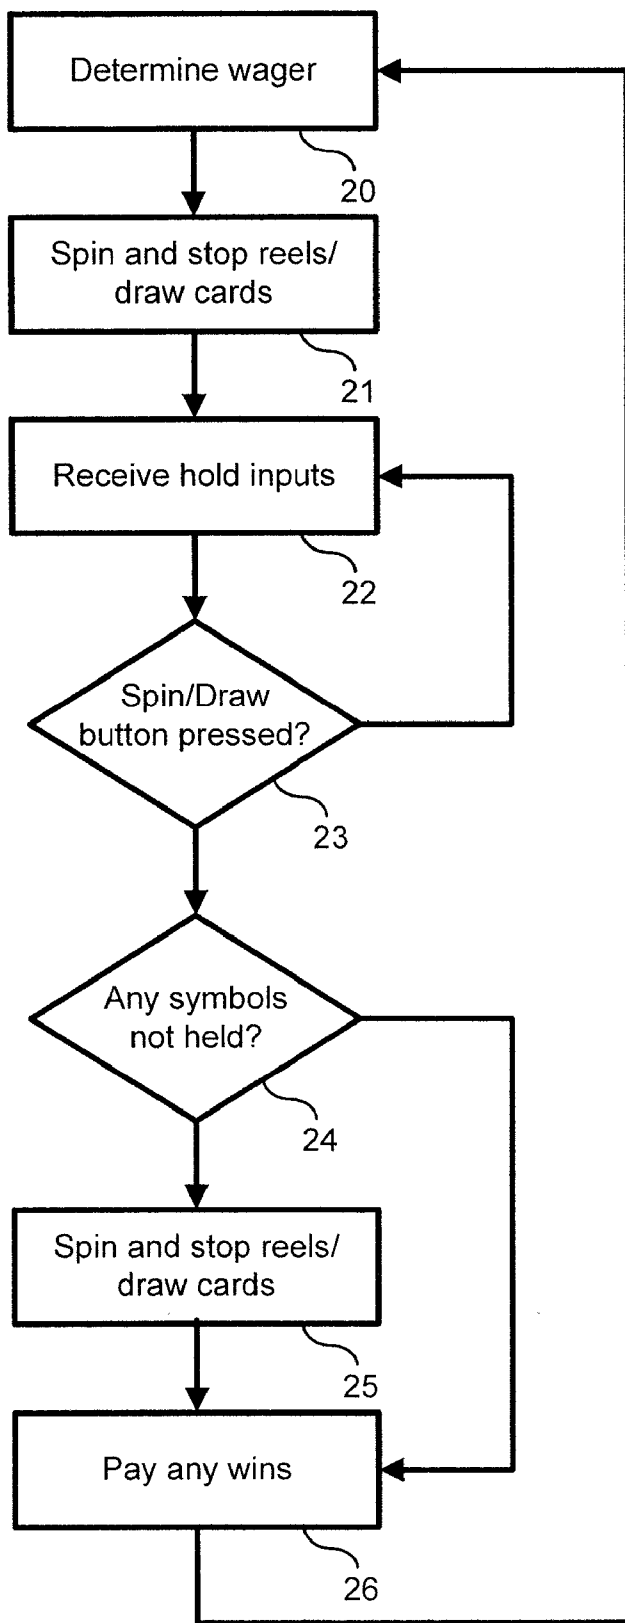 Determine wager
20
Spin and stop reels/
draw cards
21
Receive hold inputs
22
Spin/Draw
button pressed?
23
Any symbols
not held?
24
Spin and stop reels/
draw cards
25
Pay any wins
26